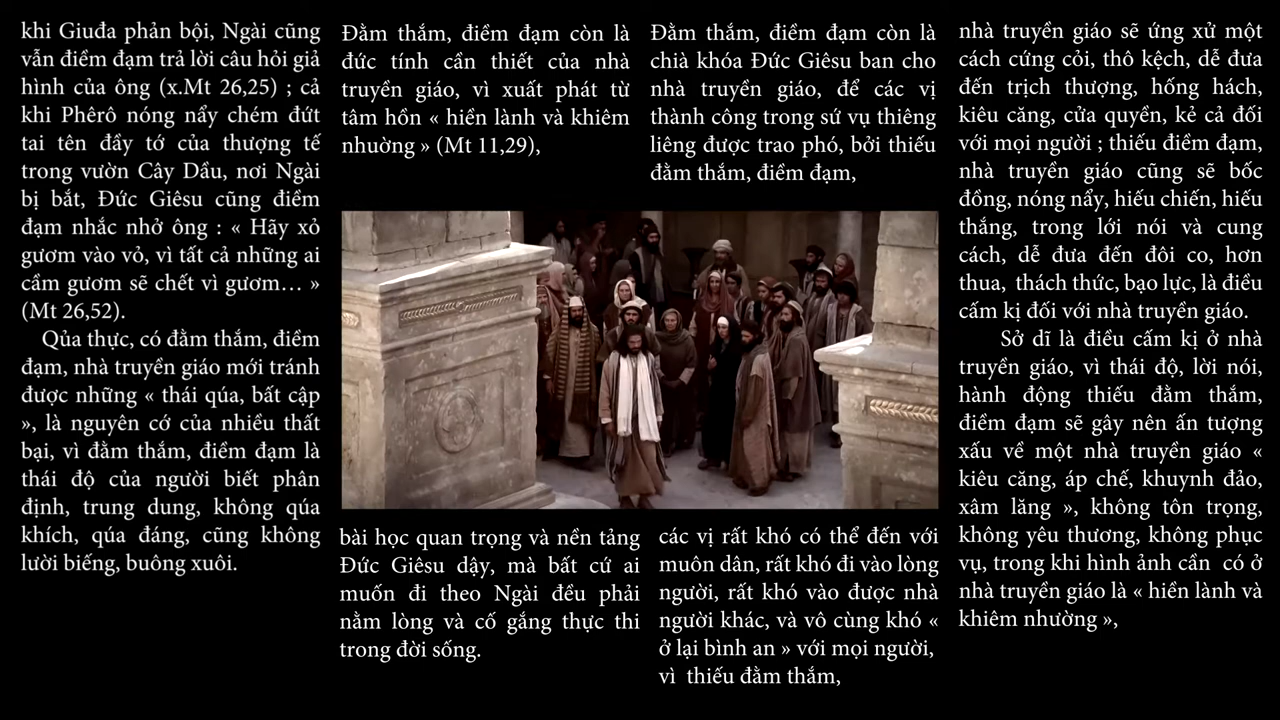 khi Giuđa phản bội, Ngài cũng
vẫn điềm đạm trả lời câu hỏi giả
hình của ông (x.Mt 26,25) ; cả
khi Phêrô nóng nẩy chém đứt
tai tên đầy tớ của thượng tế
trong vườn Cây Dầu, nơi Ngài
bị bắt, Đức Giêsu cũng điềm
đạm nhắc nhở ông : « Hãy xỏ
gươm vào vỏ, vì tất cả những ai
cầm gươm sẽ chết vì gươm… »
(Mt 26,52).
Qủa thực, có đằm thắm, điềm
đạm, nhà truyền giáo mới tránh
được những « thái qúa, bất cập
», là nguyên cớ của nhiều thất
bại, vì đằm thắm, điềm đạm là
thái độ của người biết phân
định, trung dung, không qúa
khích, qúa đáng, cũng không
lười biếng, buông xuôi.
Đằm thắm, điềm đạm còn là
đức tính cần thiết của nhà
truyền giáo, vì xuất phát từ
tâm hồn « hiền lành và khiêm
nhuờng » (Mt 11,29),
bài học quan trọng và nền tảng
Đức Giêsu dậy, mà bất cứ ai
muốn đi theo Ngài đều phải
nằm lòng và cố gắng thực thi
trong đời sống.
Đằm thắm, điềm đạm còn là
chià khóa Đức Giêsu ban cho
nhà truyền giáo, để các vị
thành công trong sứ vụ thiêng
liêng được trao phó, bởi thiếu
đằm thắm, điềm đạm,
các vị rất khó có thể đến với
muôn dân, rất khó đi vào lòng
người, rất khó vào được nhà
người khác, và vô cùng khó «
ở lại bình an » với mọi người,
vì thiếu đằm thắm,
nhà truyền giáo sẽ ứng xử một
cách cứng cỏi, thô kệch, dễ đưa
đến trịch thượng, hống hách,
kiêu căng, cửa quyền, kẻ cả đối
với mọi người ; thiếu điềm đạm,
nhà truyền giáo cũng sẽ bốc
đồng, nóng nẩy, hiếu chiến, hiếu
thắng, trong lới nói và cung
cách, dễ đưa đến đôi co, hơn
thua, thách thức, bạo lực, là điều
cấm kị đối với nhà truyền giáo.
Sở dĩ là điều cấm kị ở nhà
truyền giáo, vì thái độ, lời nói,
hành động thiếu đằm thắm,
điềm đạm sẽ gây nên ấn tượng
xấu về một nhà truyền giáo «
kiêu căng, áp chế, khuynh đảo,
xâm lăng », không tôn trọng,
không yêu thương, không phục
vụ, trong khi hình ảnh cần có ở
nhà truyền giáo là « hiền lành và
khiêm nhường »,